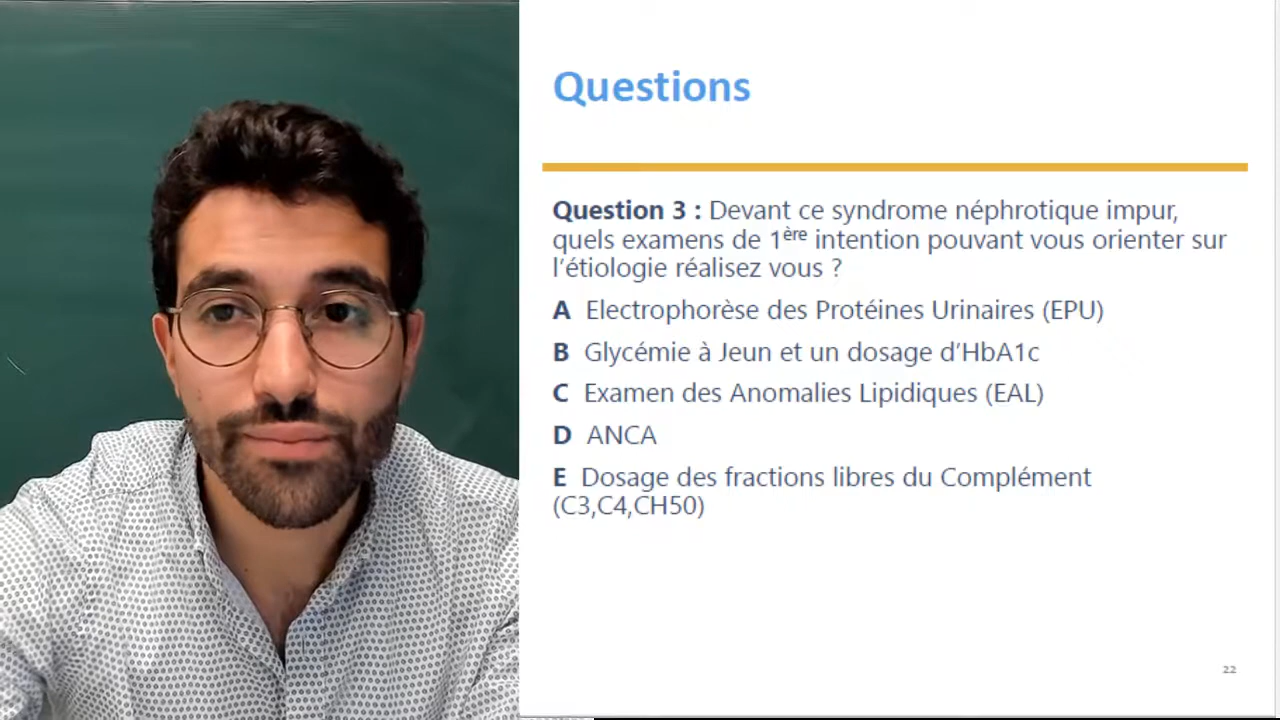 Questions
Question 3 : Devant ce syndrome néphrotique impur,
quels examens de 1ère intention pouvant vous orienter sur
l’étiologie réalisez vous ?
A Electrophorèse des Protéines Urinaires (EPU)
B Glycémie à Jeun et un dosage d’HbA1c
C Examen des Anomalies Lipidiques (EAL)
D ANCA
E Dosage des fractions libres du Complément
(C3,C4,CH50)
22